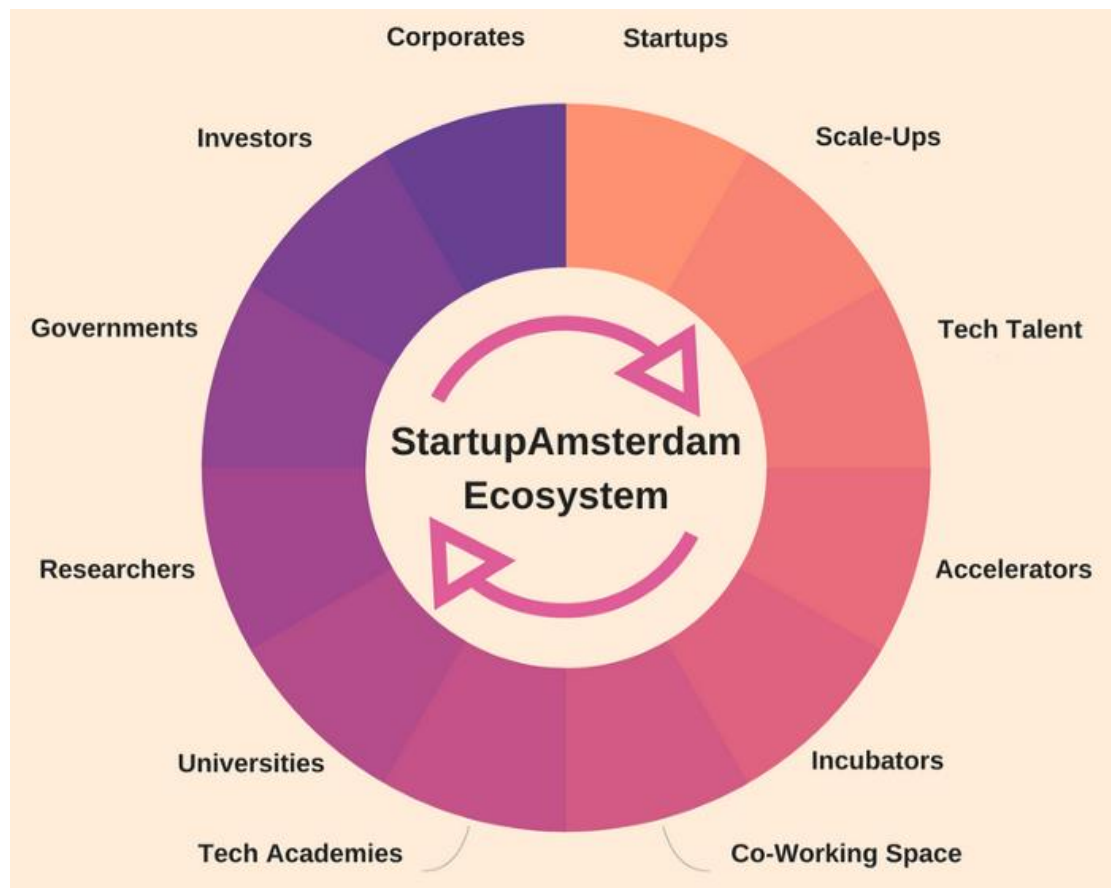 Corporates
Startups
Investors
Scale-Ups
Governments
Tech Talent
StartupAmsterdam
Ecosystem
Researchers
Accelerators
Universities
Incubators
Tech Academies
Co-Working Space